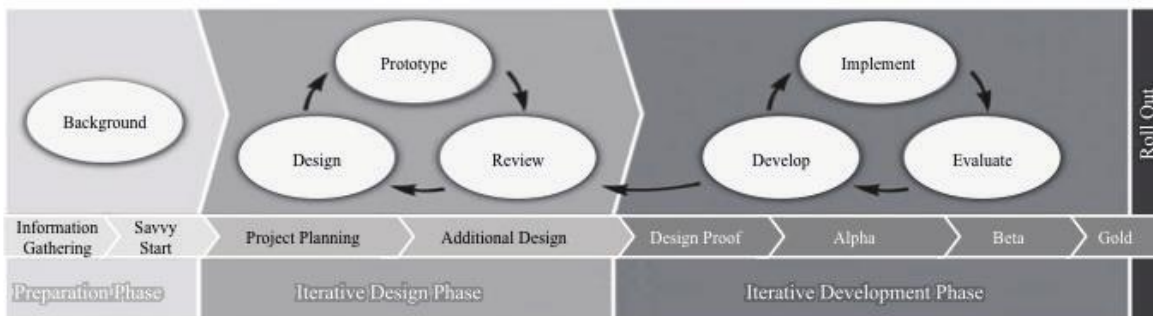 Prototype
Implement
Background
Design
Review
Develop
Evaluate
Roll Out
Information
Gathering
Savvy
Start
Project Planning
Additional Design
Design Proof
Alpha
Beta
Gold
Preparation Phase
Iterative Design Phase
Iterative Development Phase